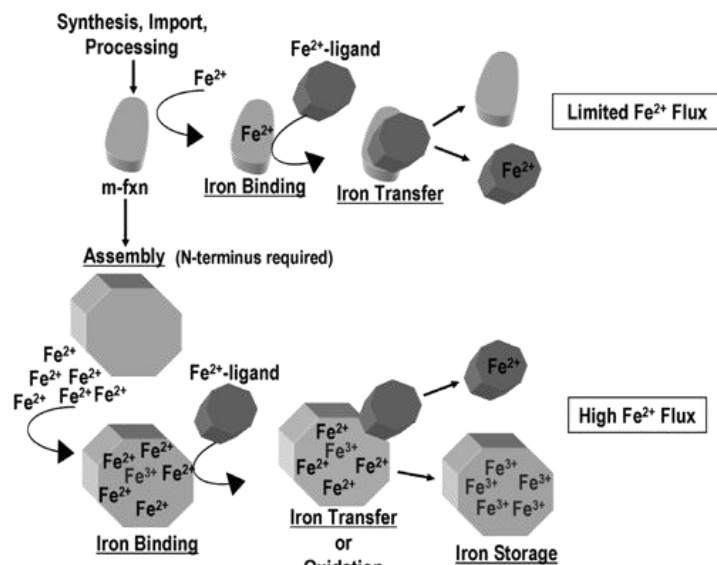 Synthesis, Import,
Processing
Fe²⁺-ligand
Fe²⁺
Fe²⁺
Limited Fe²⁺ Flux
Fe²⁺
m-fxn
Iron Binding
Iron Transfer
Assembly (N-terminus required)
Fe²⁺
Fe²⁺ Fe²⁺
Fe²⁺ Fe²⁺Fe²⁺
Fe²⁺-ligand
Fe²⁺
High Fe²⁺ Flux
Fe²⁺ Fe²⁺
Fe³⁺ Fe²⁺
Fe²⁺ Fe²⁺
Fe²⁺
Fe³⁺
Fe²⁺ Fe²⁺
Fe²⁺
Fe³⁺
Fe³⁺ Fe³⁺
Fe³⁺ Fe³⁺
Iron Binding
Iron Transfer
or
Oxidation
Iron Storage